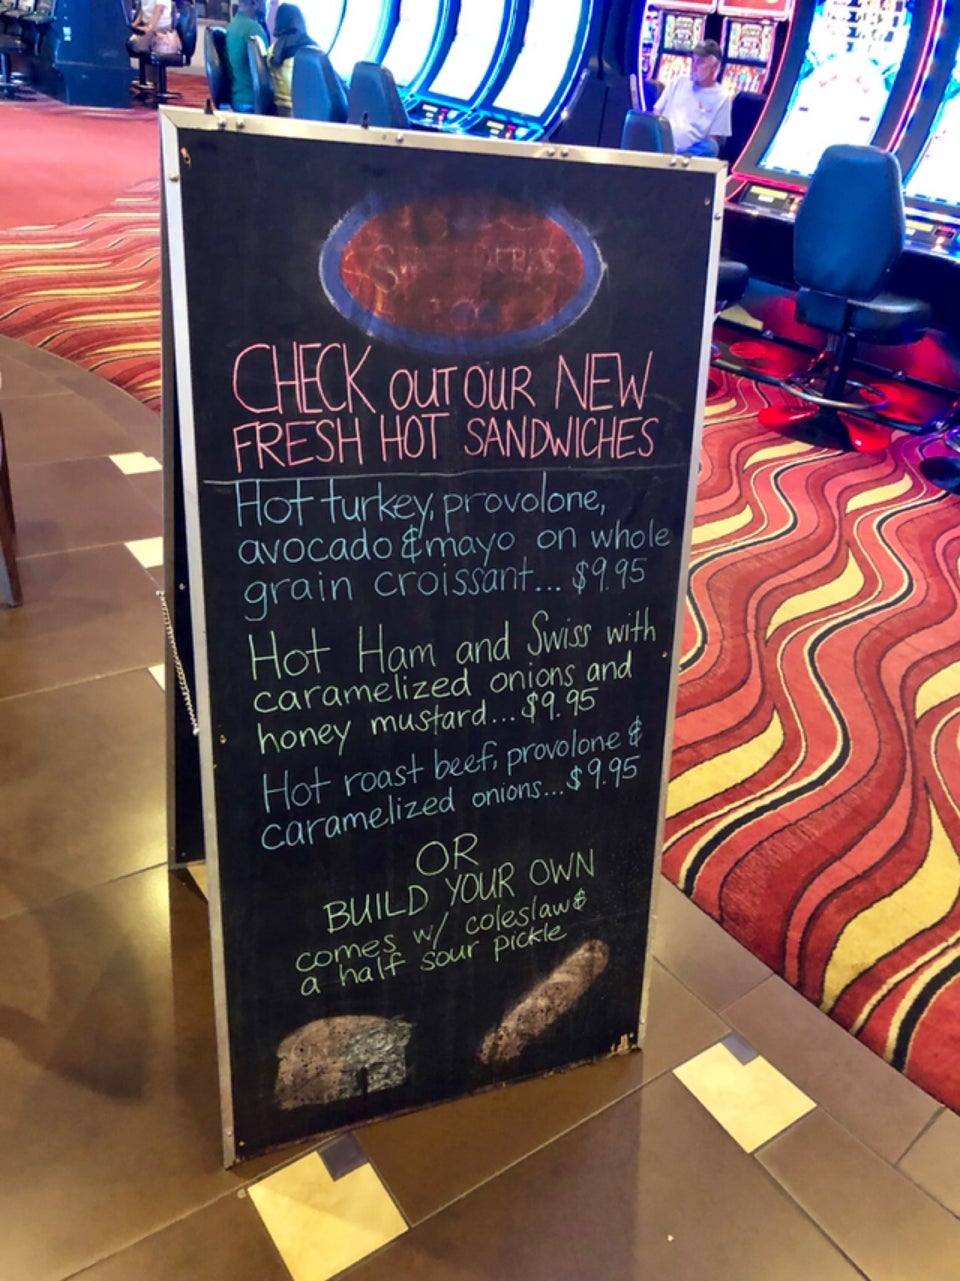 CHECK OUT OUR NEW
FRESH HOT SANDWICHES
Hot turkey, provolone,
avocado & mayo on whole
grain croissant... $9.95
Hot Ham and Swiss with
caramelized onions and
honey mustard... $9.95
Hot roast beef, provolone &
caramelized onions... $9.95
OR
BUILD YOUR OWN
comes w/ coleslaw &
a half sour pickle